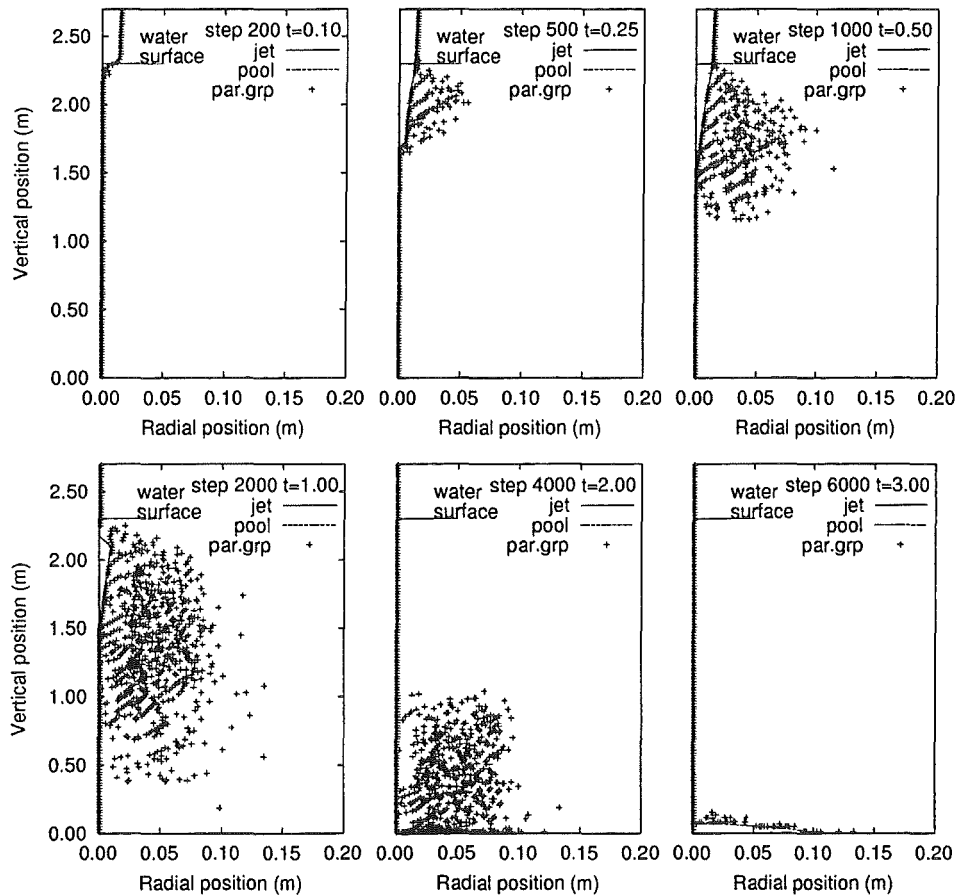 2.50
2.00
1.50
1.00
0.50
0.00
Vertical position (m)
water surface
step 200 t=0.10
jet
pool
par.grp
0.00 0.05 0.10 0.15 0.20
Radial position (m)
water surface
step 500 t=0.25
jet
pool
par.grp
0.00 0.05 0.10 0.15 0.20
Radial position (m)
water surface
step 1000 t=0.50
jet
pool
par.grp
0.00 0.05 0.10 0.15 0.20
Radial position (m)
2.50
2.00
1.50
1.00
0.50
0.00
Vertical position (m)
water surface
step 2000 t=1.00
jet
pool
par.grp
0.00 0.05 0.10 0.15 0.20
Radial position (m)
water surface
step 4000 t=2.00
jet
pool
par.grp
0.00 0.05 0.10 0.15 0.20
Radial position (m)
water surface
step 6000 t=3.00
jet
pool
par.grp
0.00 0.05 0.10 0.15 0.20
Radial position (m)